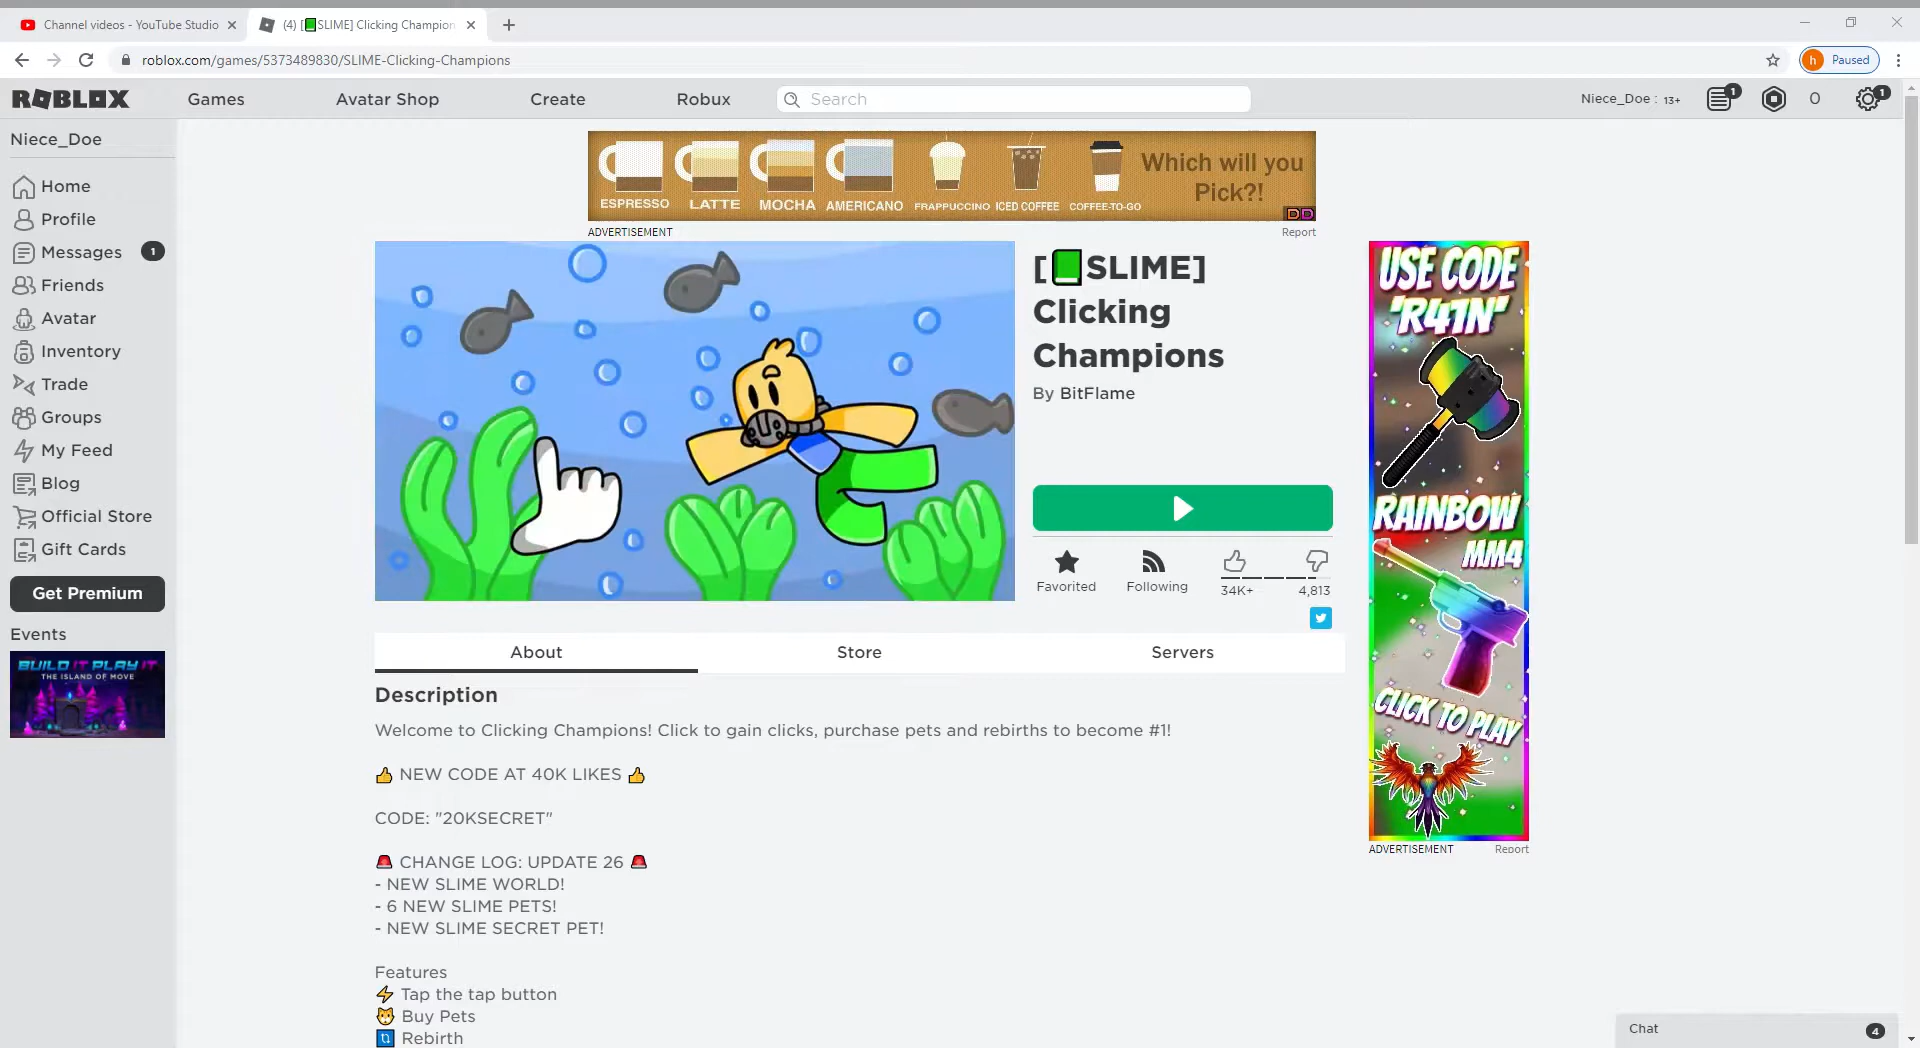 Channel videos - YouTube Studio
(4) [📗SLIME] Clicking Champion
roblox.com/games/5373489830/SLIME-Clicking-Champions
h
Paused
ROBLOX
Games
Avatar Shop
Create
Robux
Search
Niece_Doe : 13+
1
0
1
Niece_Doe
Home
Profile
Messages
1
Friends
Avatar
Inventory
Trade
Groups
My Feed
Blog
Official Store
Gift Cards
Get Premium
Events
BUILD IT PLAY IT
THE ISLAND OF MOVE
ESPRESSO
LATTE
MOCHA
AMERICANO
FRAPPUCCINO
ICED COFFEE
COFFEE-TO-GO
Which will you
Pick?!
DD
ADVERTISEMENT
Report
[📗SLIME]
Clicking
Champions
By BitFlame
Favorited
Following
34K+
4,813
About
Store
Servers
Description
Welcome to Clicking Champions! Click to gain clicks, purchase pets and rebirths to become #1!
👍 NEW CODE AT 40K LIKES 👍
CODE: "20KSECRET"
🚨 CHANGE LOG: UPDATE 26 🚨
- NEW SLIME WORLD!
- 6 NEW SLIME PETS!
- NEW SLIME SECRET PET!
Features
⚡ Tap the tap button
🐱 Buy Pets
🔃 Rebirth
USE CODE
'R41N'
RAINBOW
MM4
CLICK TO PLAY
ADVERTISEMENT
Report
Chat
4